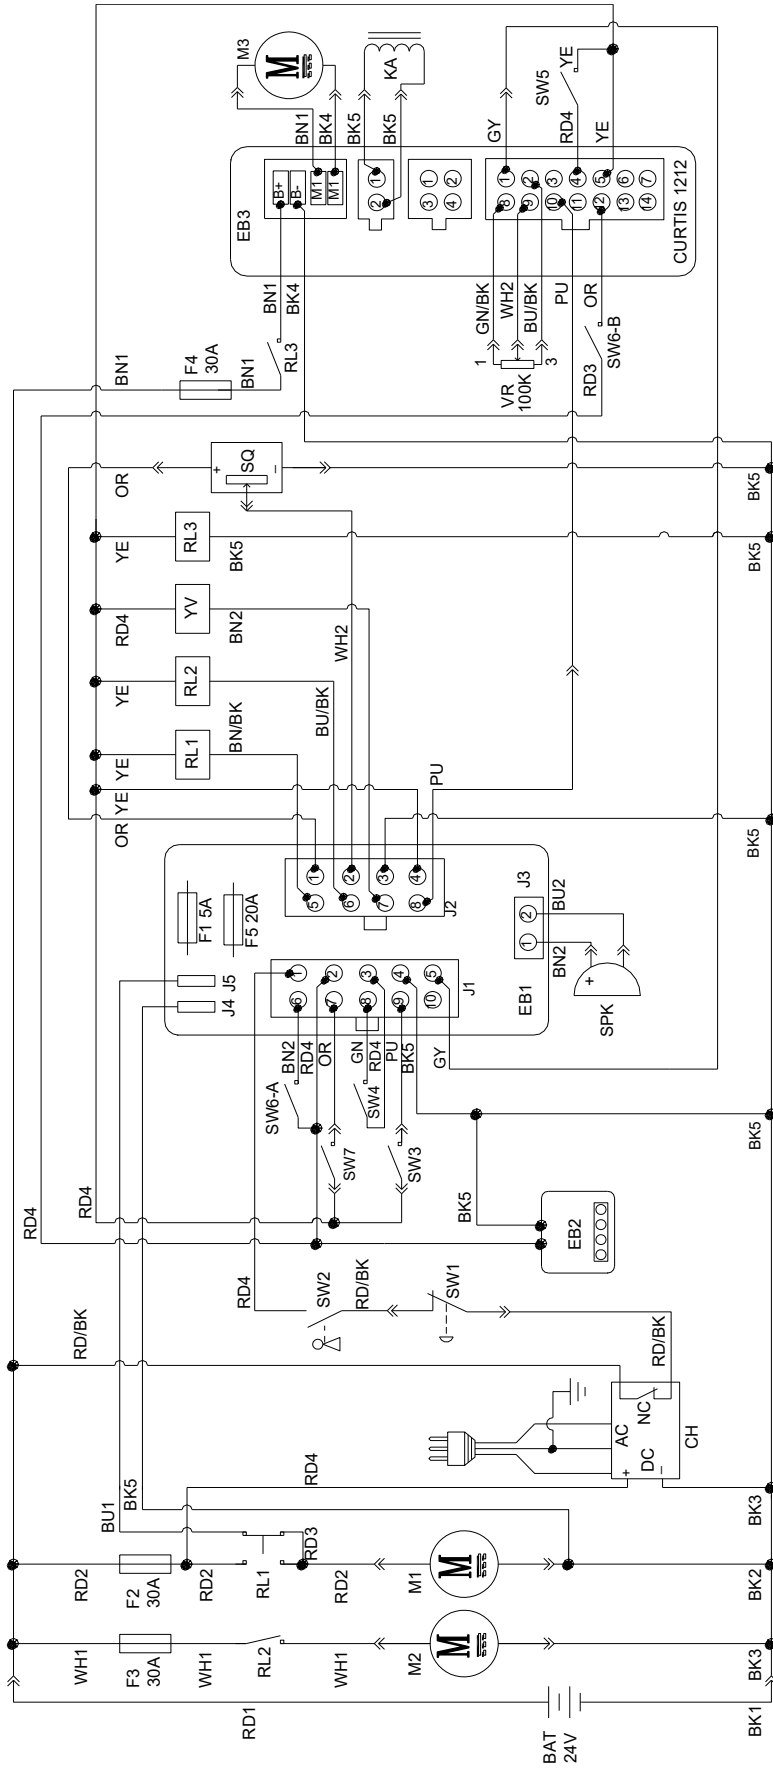 RD4
WH1
RD2
RD/BK
RD4
BU1
OR
YE
YE
YE
RD4
YE
OR
BN1
F3
30A
F2
30A
BK5
RL1
RL2
YV
RL3
F4
30A
WH1
RD2
F1 5A
F5 20A
J4
J5
BN/BK
BN2
BK5
+
SQ
–
BN1
RD1
RD4
EB3
M3
M
RL2
RL1
SW6-A
BN1
BK4
RL3
B+
B-
M1
M1
BN1
BK4
BN2
RD4
OR
6
1
7
2
8
3
9
4
10
5
5
1
6
2
7
3
8
4
RD3
RD4
BU/BK
WH2
SW2
WH1
RD2
SW7
RD/BK
GN
RD4
SW4
PU
BK5
BK5
BK5
KA
1
2
M2
M1
M
M
SW3
PU
3
1
4
2
GY
SW1
J1
J2
BK5
1
3
GN/BK
WH2
BU/BK
VR
100K
GY
8
1
9
2
10
3
11
4
12
5
13
6
14
7
EB1
J3
1
2
BN2
BU2
+
SPK
PU
OR
RD3
SW6-B
SW5
RD4
YE
YE
BAT
24V
EB2
AC
NC
+
DC
–
CH
RD/BK
CURTIS 1212
BK1
BK3
BK2
BK3
BK5
BK5
BK5
BK5